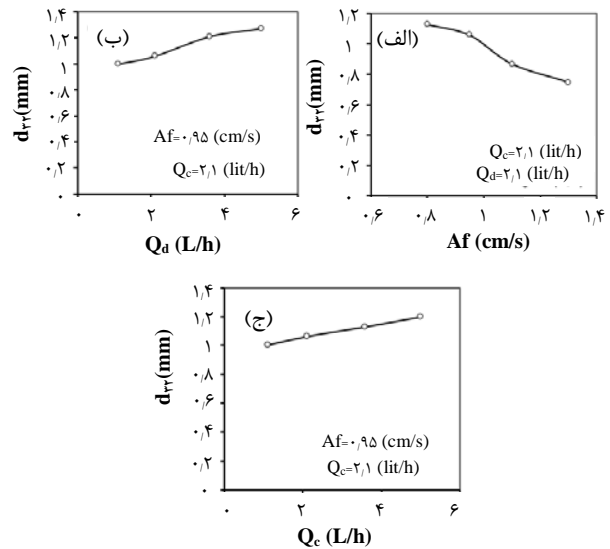 (الف)
d۳۲(mm)
۱٫۲
۱
۰٫۸
۰٫۶
۰٫۴
۰٫۲
۰
Qc=۲٫۱ (lit/h)
Qd=۲٫۱ (lit/h)
۰٫۶ ۰٫۸ ۱ ۱٫۲ ۱٫۴
Af (cm/s)
(ب)
d۳۲(mm)
۱٫۴
۱٫۲
۱
۰٫۸
۰٫۶
۰٫۴
۰٫۲
۰
Af=۰٫۹۵ (cm/s)
Qc=۲٫۱ (lit/h)
۰ ۲ ۴ ۶
Qd (L/h)
(ج)
d۳۲(mm)
۱٫۴
۱٫۲
۱
۰٫۸
۰٫۶
۰٫۴
۰٫۲
۰
Af=۰٫۹۵ (cm/s)
Qc=۲٫۱ (lit/h)
۰ ۲ ۴ ۶
Qc (L/h)